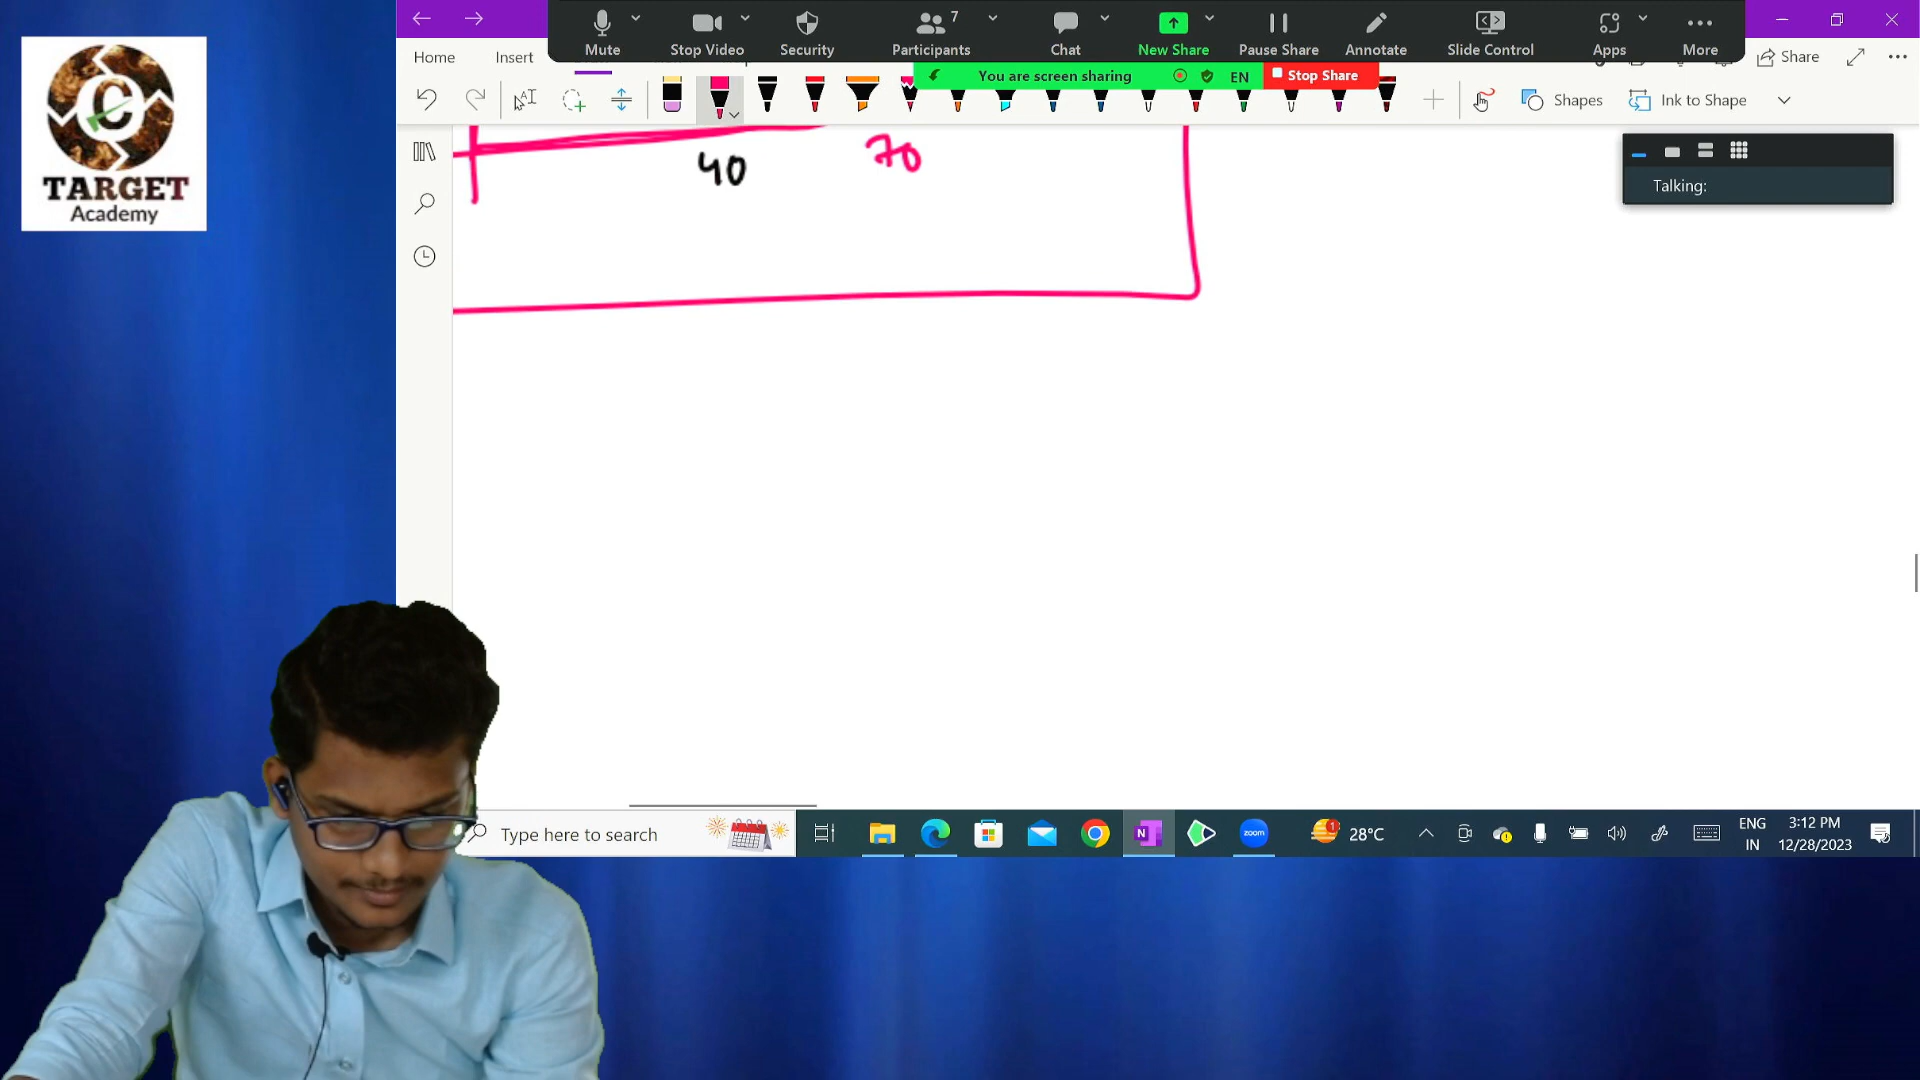 TARGET
Academy
Mute
Stop Video
Security
7
Participants
Chat
New Share
Pause Share
Annotate
Slide Control
Apps
More
You are screen sharing
EN
Stop Share
Home
Insert
Share
Shapes
Ink to Shape
Talking:
40
70
Type here to search
zoom
1
28°C
ENG
IN
3:12 PM
12/28/2023